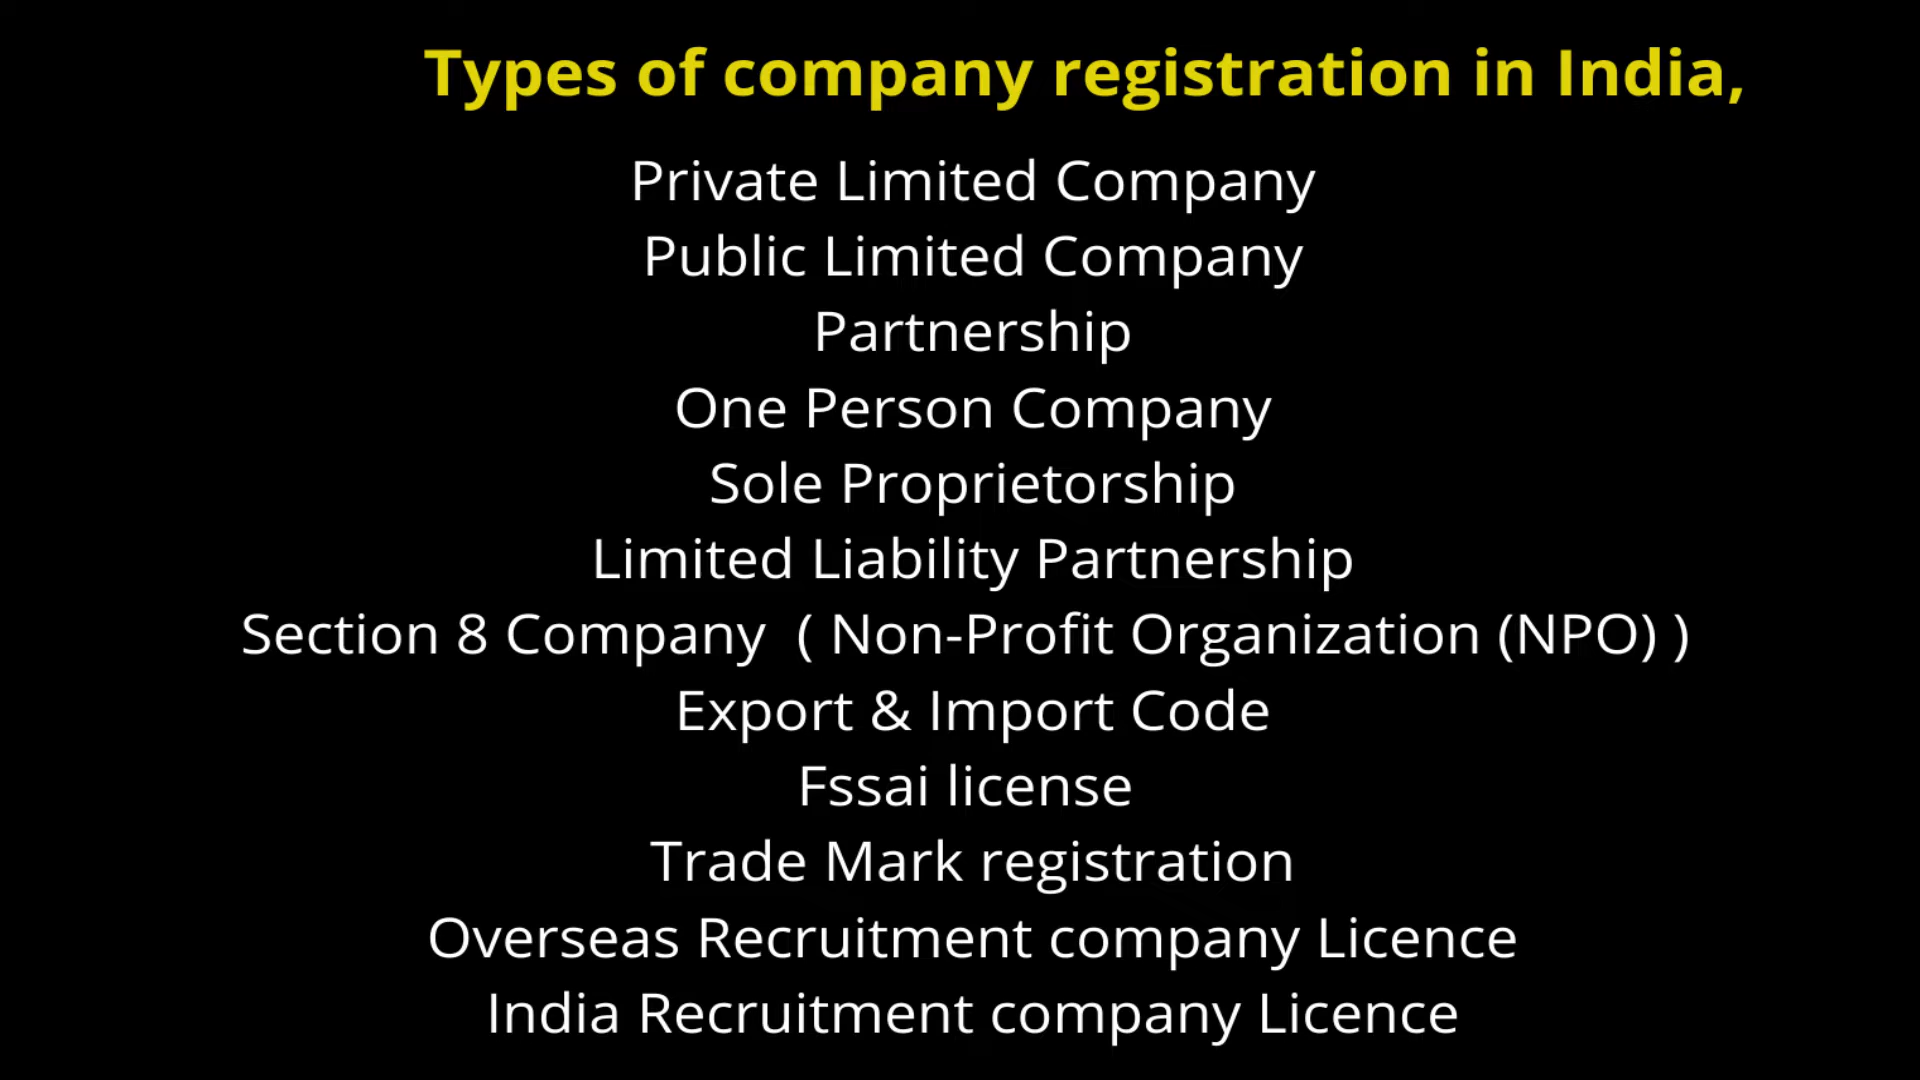 Types of company registration in India,
Private Limited Company
Public Limited Company
Partnership
One Person Company
Sole Proprietorship
Limited Liability Partnership
Section 8 Company  ( Non-Profit Organization (NPO) )
Export & Import Code
Fssai license
Trade Mark registration
Overseas Recruitment company Licence
India Recruitment company Licence